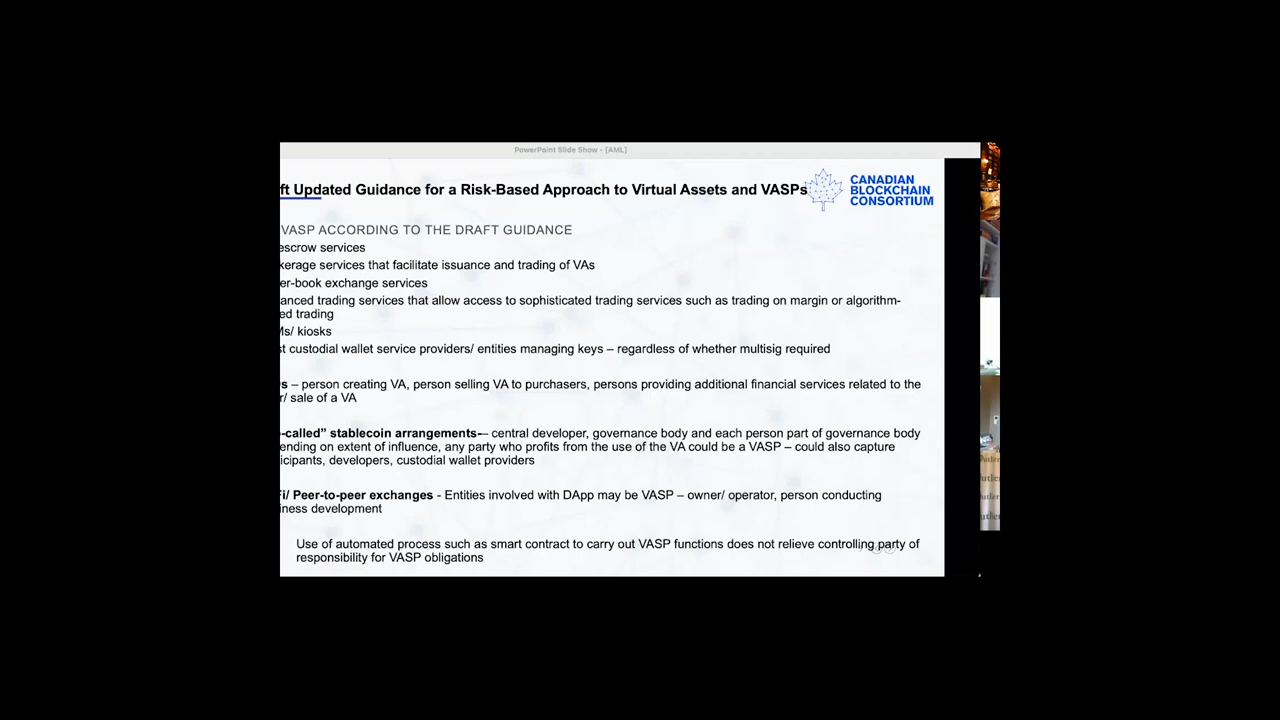 PowerPoint Slide Show - [AML]
ft Updated Guidance for a Risk-Based Approach to Virtual Assets and VASPs
CANADIAN
BLOCKCHAIN
CONSORTIUM
VASP ACCORDING TO THE DRAFT GUIDANCE
escrow services
kerage services that facilitate issuance and trading of VAs
er-book exchange services
anced trading services that allow access to sophisticated trading services such as trading on margin or algorithm-
ed trading
Ms/ kiosks
st custodial wallet service providers/ entities managing keys – regardless of whether multisig required
s – person creating VA, person selling VA to purchasers, persons providing additional financial services related to the
r/ sale of a VA
-called” stablecoin arrangements-– central developer, governance body and each person part of governance body
ending on extent of influence, any party who profits from the use of the VA could be a VASP – could also capture
icipants, developers, custodial wallet providers
Fi/ Peer-to-peer exchanges - Entities involved with DApp may be VASP – owner/ operator, person conducting
iness development
Use of automated process such as smart contract to carry out VASP functions does not relieve controlling party of
responsibility for VASP obligations